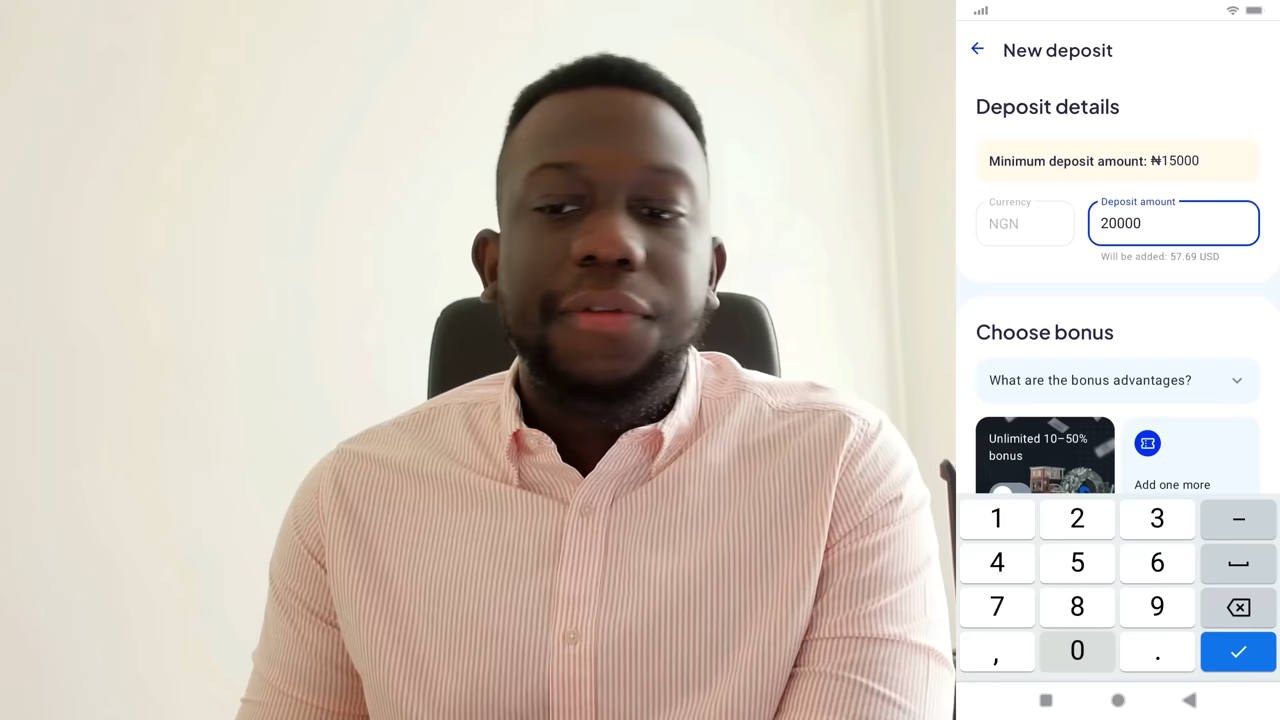 New deposit
Deposit details
Minimum deposit amount: ₦15000
Currency
NGN
Deposit amount
20000
Will be added: 57.69 USD
Choose bonus
What are the bonus advantages?
Unlimited 10–50%
bonus
Add one more
1 2 3 –
4 5 6
7 8 9
, 0 .